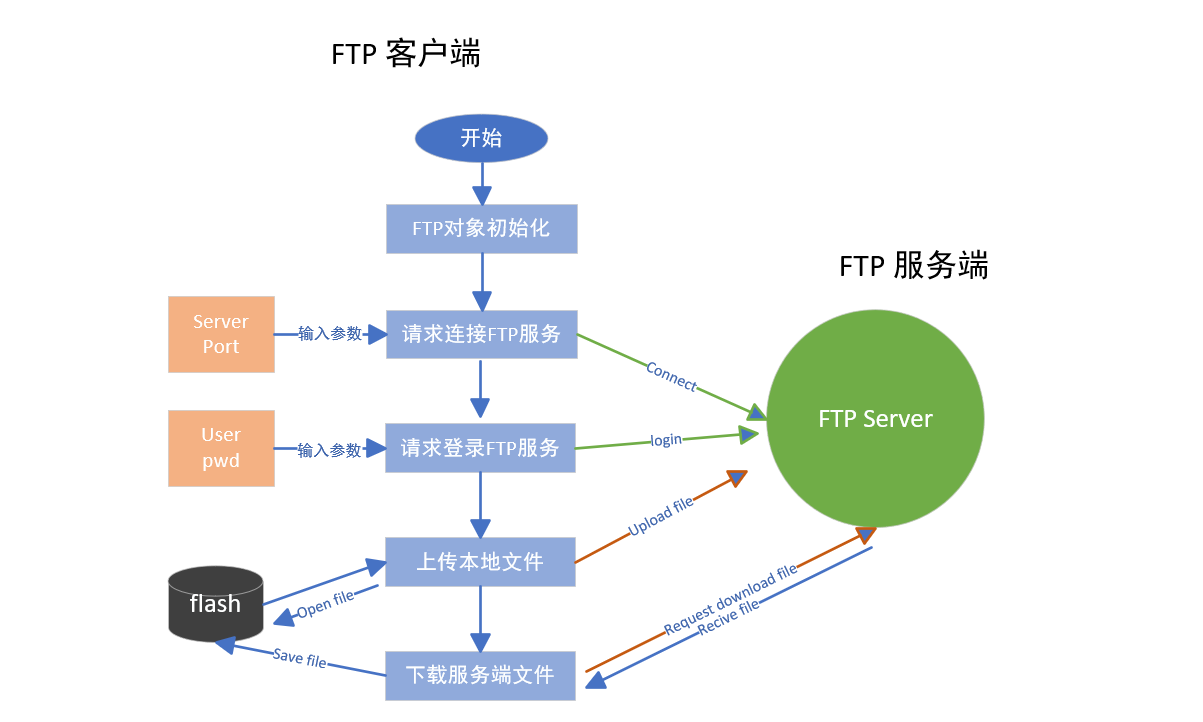 FTP 客户端
开始
FTP对象初始化
FTP 服务端
Server
Port
输入参数
请求连接FTP服务
Connect
FTP Server
User
pwd
输入参数
请求登录FTP服务
login
Upload file
上传本地文件
flash
Open file
Request download file
Recive file
Save file
下载服务端文件